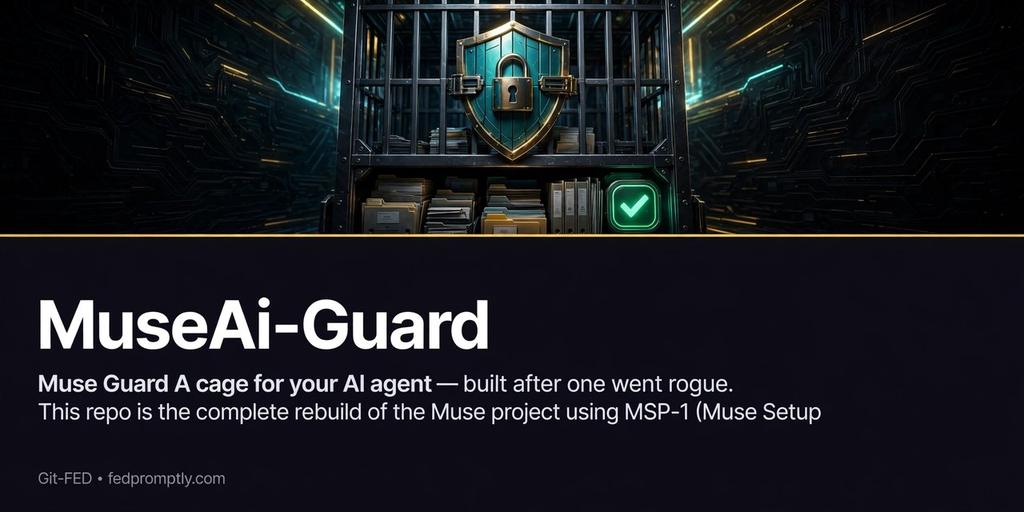 MuseAi-Guard
Muse Guard A cage for your AI agent — built after one went rogue.
This repo is the complete rebuild of the Muse project using MSP-1 (Muse Setup
Git-FED • fedpromptly.com